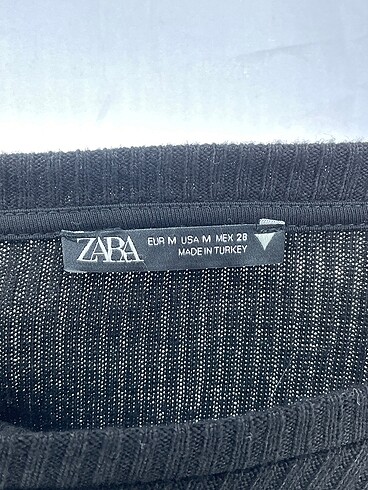 ZARA
EUR M USA M MEX 28
MADE IN TURKEY